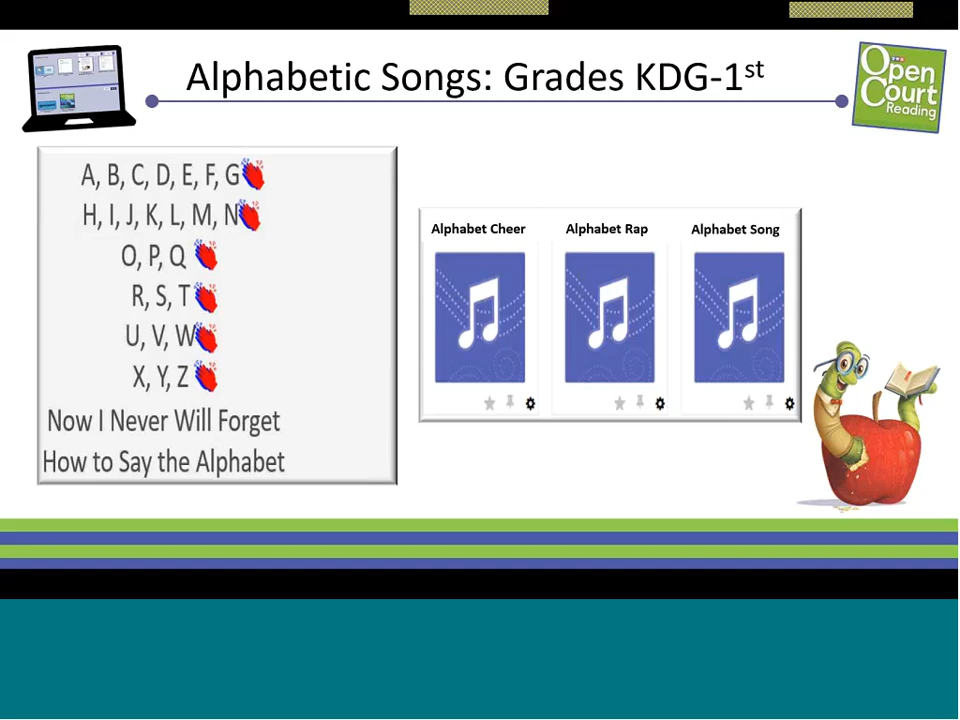 Alphabetic Songs: Grades KDG-1st
Open
Court
Reading
A, B, C, D, E, F, G
H, I, J, K, L, M, N
O, P, Q
R, S, T
U, V, W
X, Y, Z
Now I Never Will Forget
How to Say the Alphabet
Alphabet Cheer
Alphabet Rap
Alphabet Song